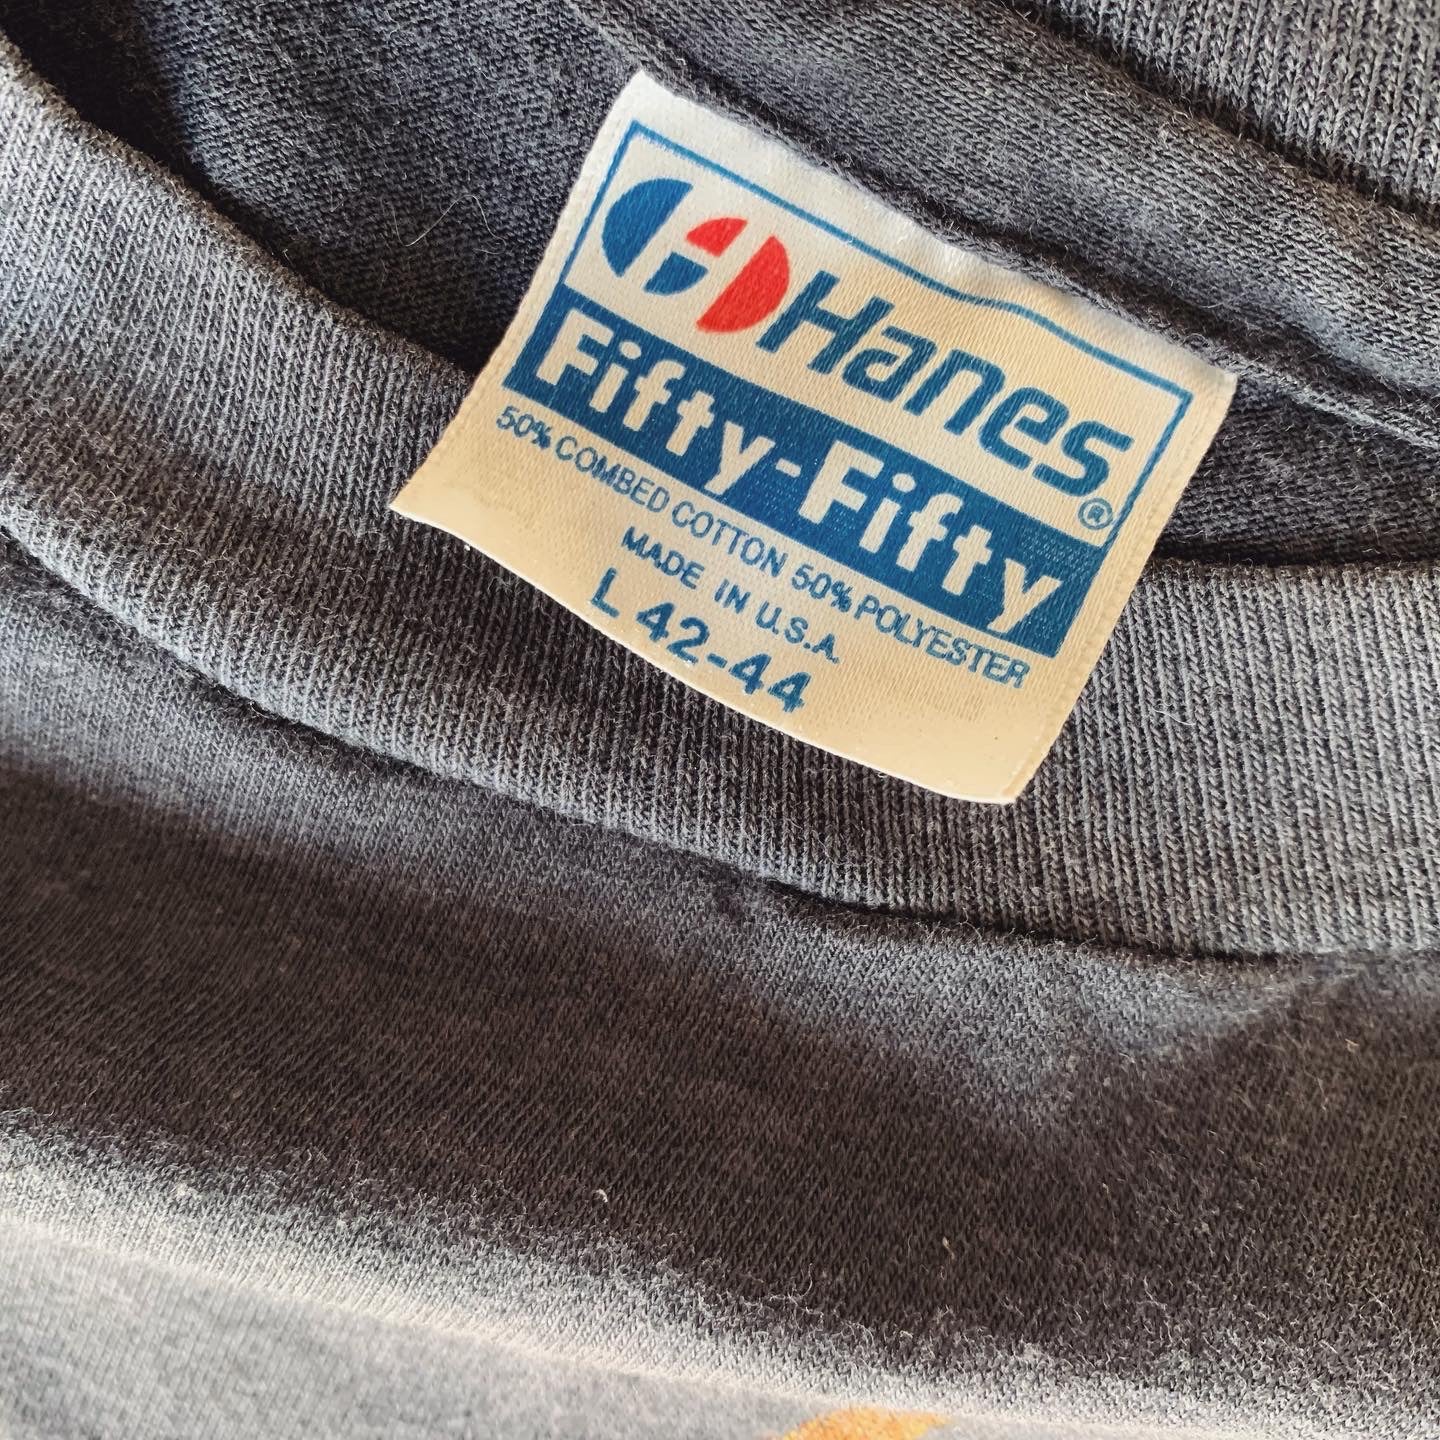 Hanes®
Fifty-Fifty
50% COMBED COTTON 50% POLYESTER
MADE IN U.S.A.
L 42-44